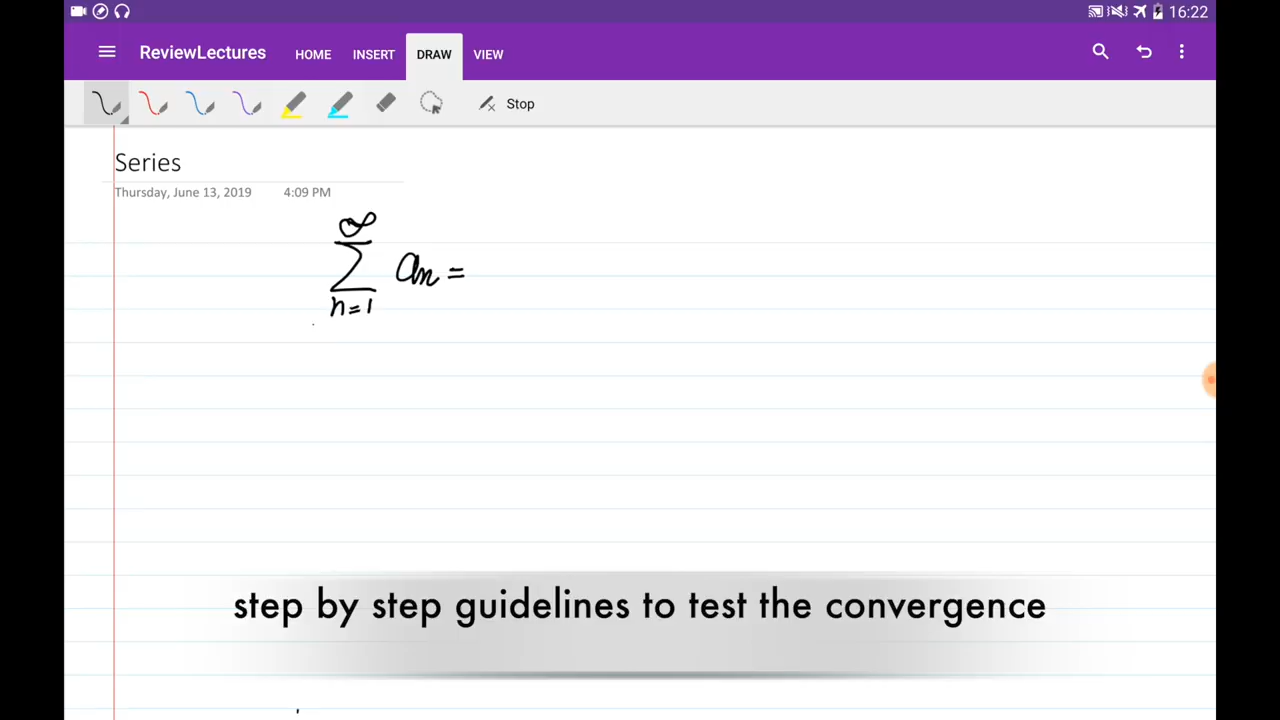 16:22
ReviewLectures HOME INSERT DRAW VIEW
Stop
Series
Thursday, June 13, 2019 4:09 PM
∞
∑ an =
n=1
step by step guidelines to test the convergence